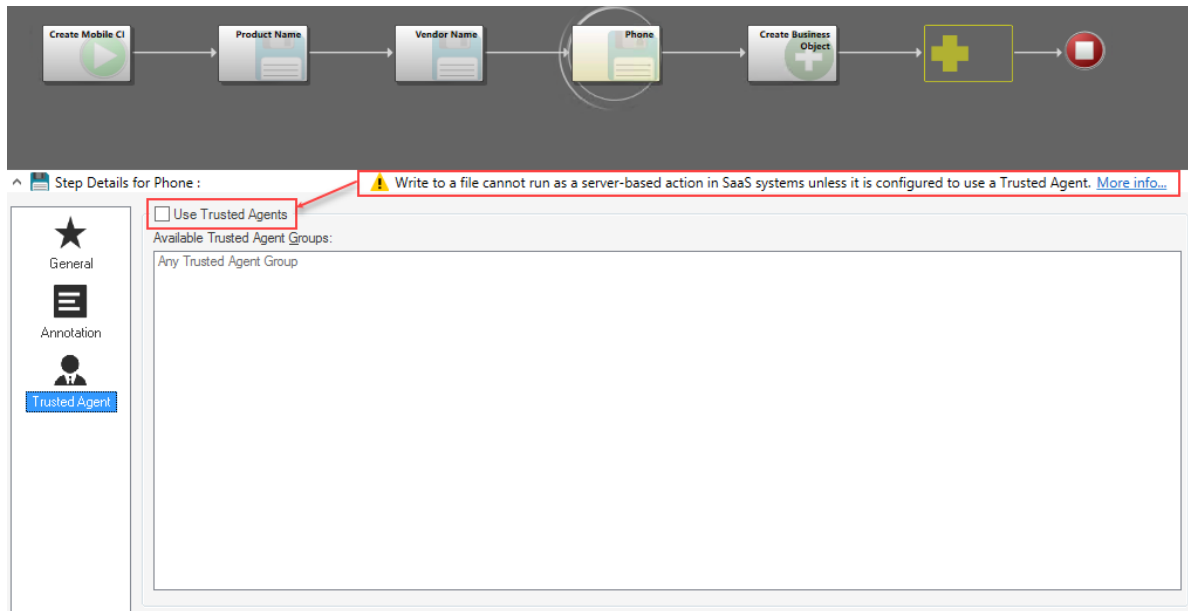 Create Mobile CI
Product Name
Vendor Name
Phone
Create Business
Object
Step Details for Phone :
Write to a file cannot run as a server-based action in SaaS systems unless it is configured to use a Trusted Agent. More info...
General
Annotation
Trusted Agent
Use Trusted Agents
Available Trusted Agent Groups:
Any Trusted Agent Group